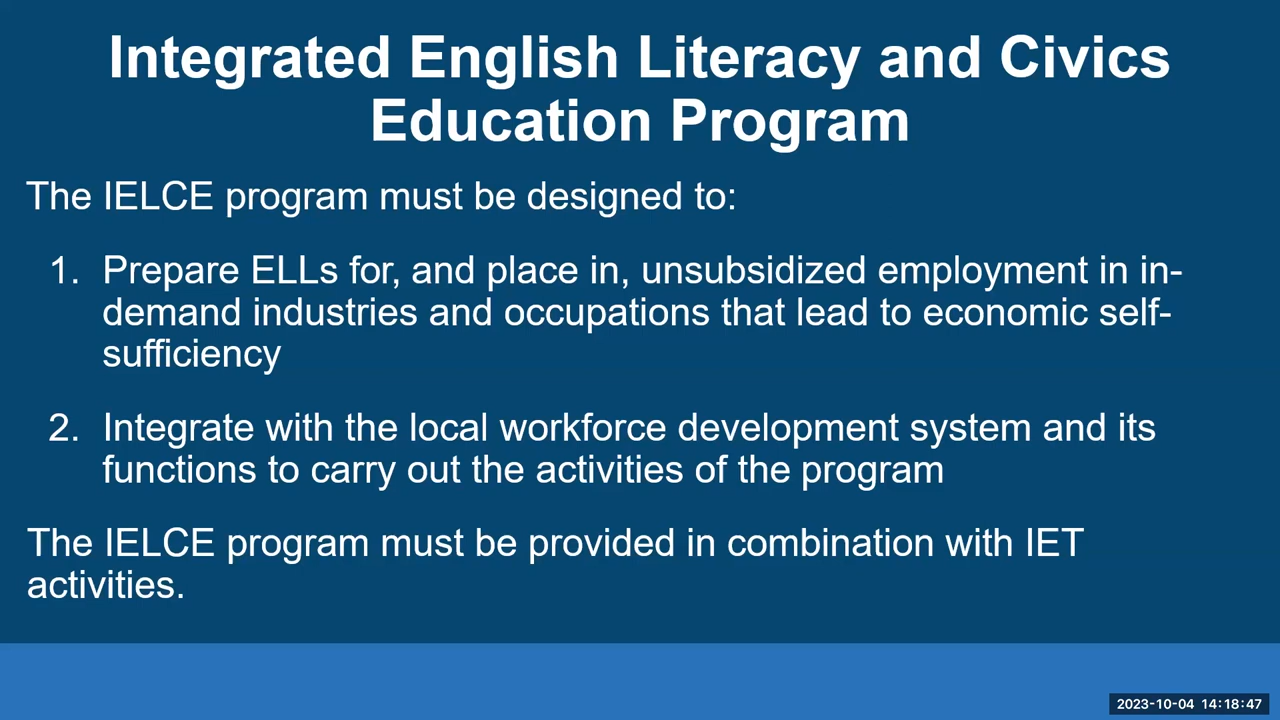 Integrated English Literacy and Civics
Education Program
The IELCE program must be designed to:
1. Prepare ELLs for, and place in, unsubsidized employment in in-
demand industries and occupations that lead to economic self-
sufficiency
2. Integrate with the local workforce development system and its
functions to carry out the activities of the program
The IELCE program must be provided in combination with IET
activities.
2023-10-04 14:18:47